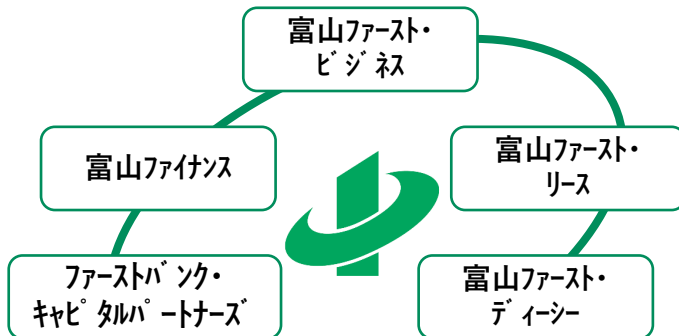 富山ファースト・
ビジネス
富山ファイナンス
富山ファースト・
リース
ファーストバンク・
キャピタルパートナーズ
富山ファースト・
ディーシー